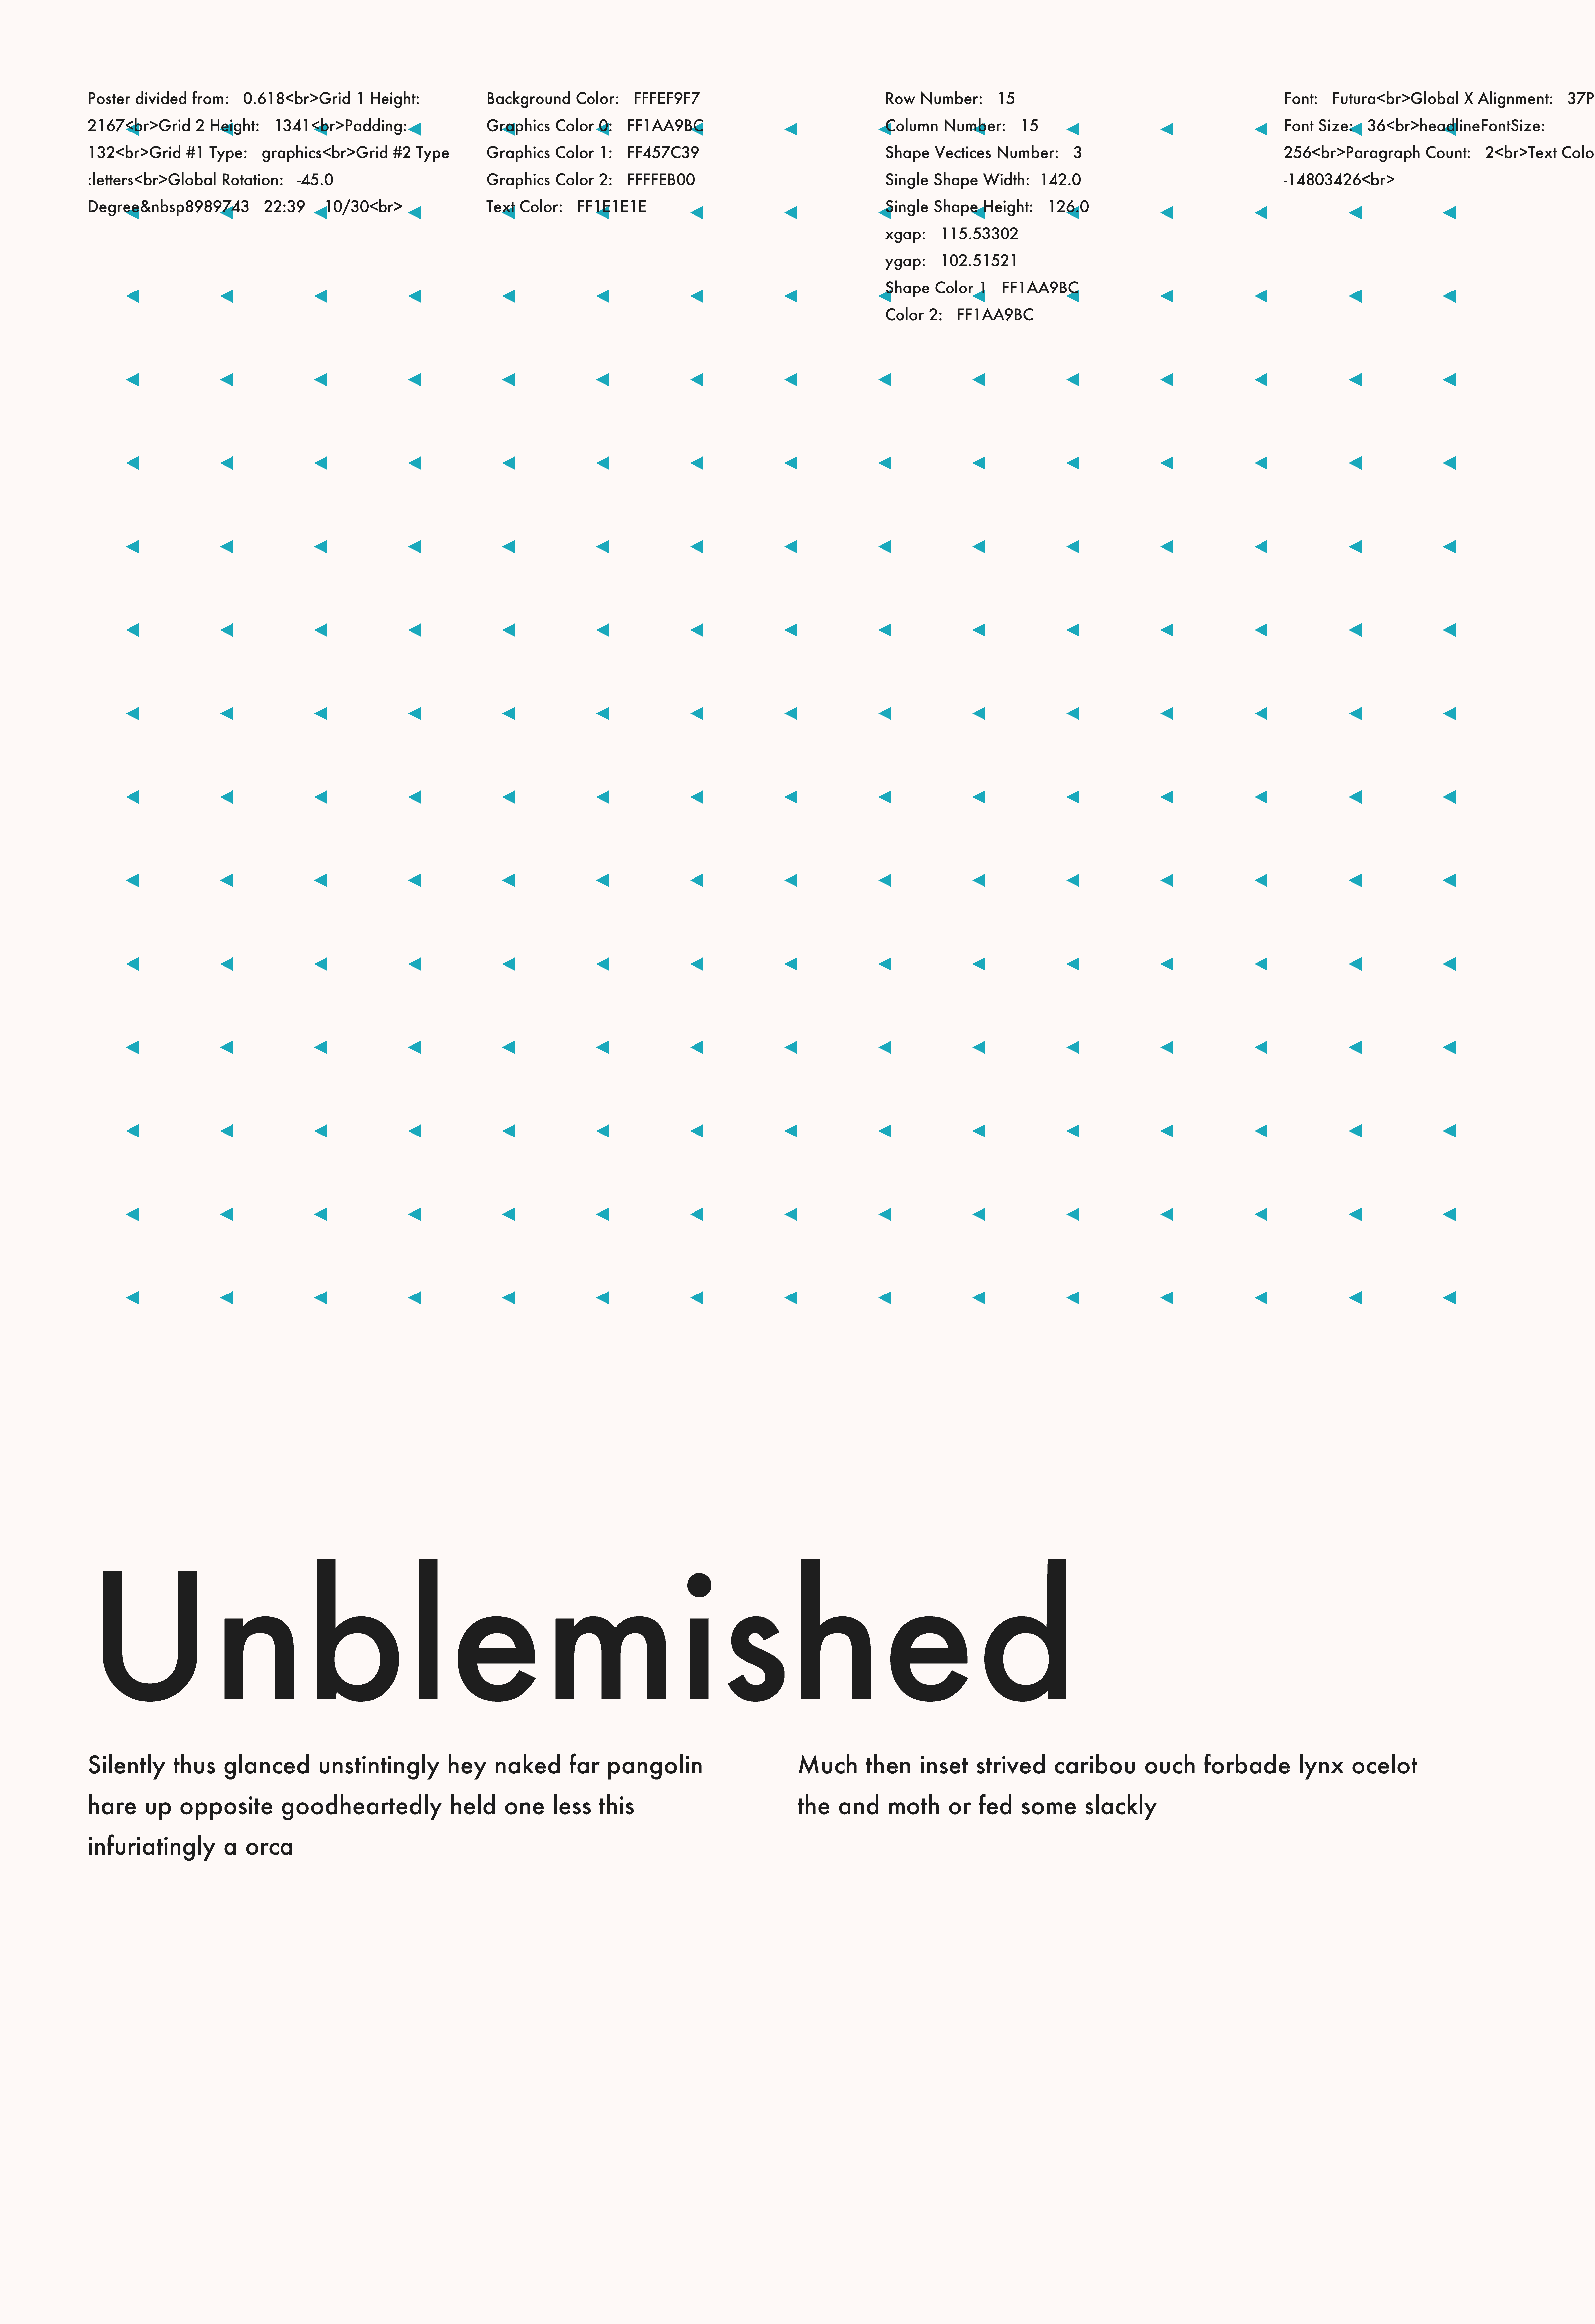 Poster divided from: 0.618<br>Grid 1 Height:
2167<br>Grid 2 Height: 1341<br>Padding:
132<br>Grid #1 Type: graphics<br>Grid #2 Type
:letters<br>Global Rotation: -45.0
Degree&nbsp8989743 22:39 10/30<br>
Background Color: FFFEF9F7
Graphics Color 0: FF1AA9BC
Graphics Color 1: FF457C39
Graphics Color 2: FFFFEB00
Text Color: FF1E1E1E
Row Number: 15
Column Number: 15
Shape Vectices Number: 3
Single Shape Width: 142.0
Single Shape Height: 126.0
xgap: 115.53302
ygap: 102.51521
Shape Color 1 FF1AA9BC
Color 2: FF1AA9BC
Font: Futura<br>Global X Alignment: 37P
Font Size: 36<br>headlineFontSize:
256<br>Paragraph Count: 2<br>Text Colo
-14803426<br>
Unblemished
Silently thus glanced unstintingly hey naked far pangolin
hare up opposite goodheartedly held one less this
infuriatingly a orca
Much then inset strived caribou ouch forbade lynx ocelot
the and moth or fed some slackly